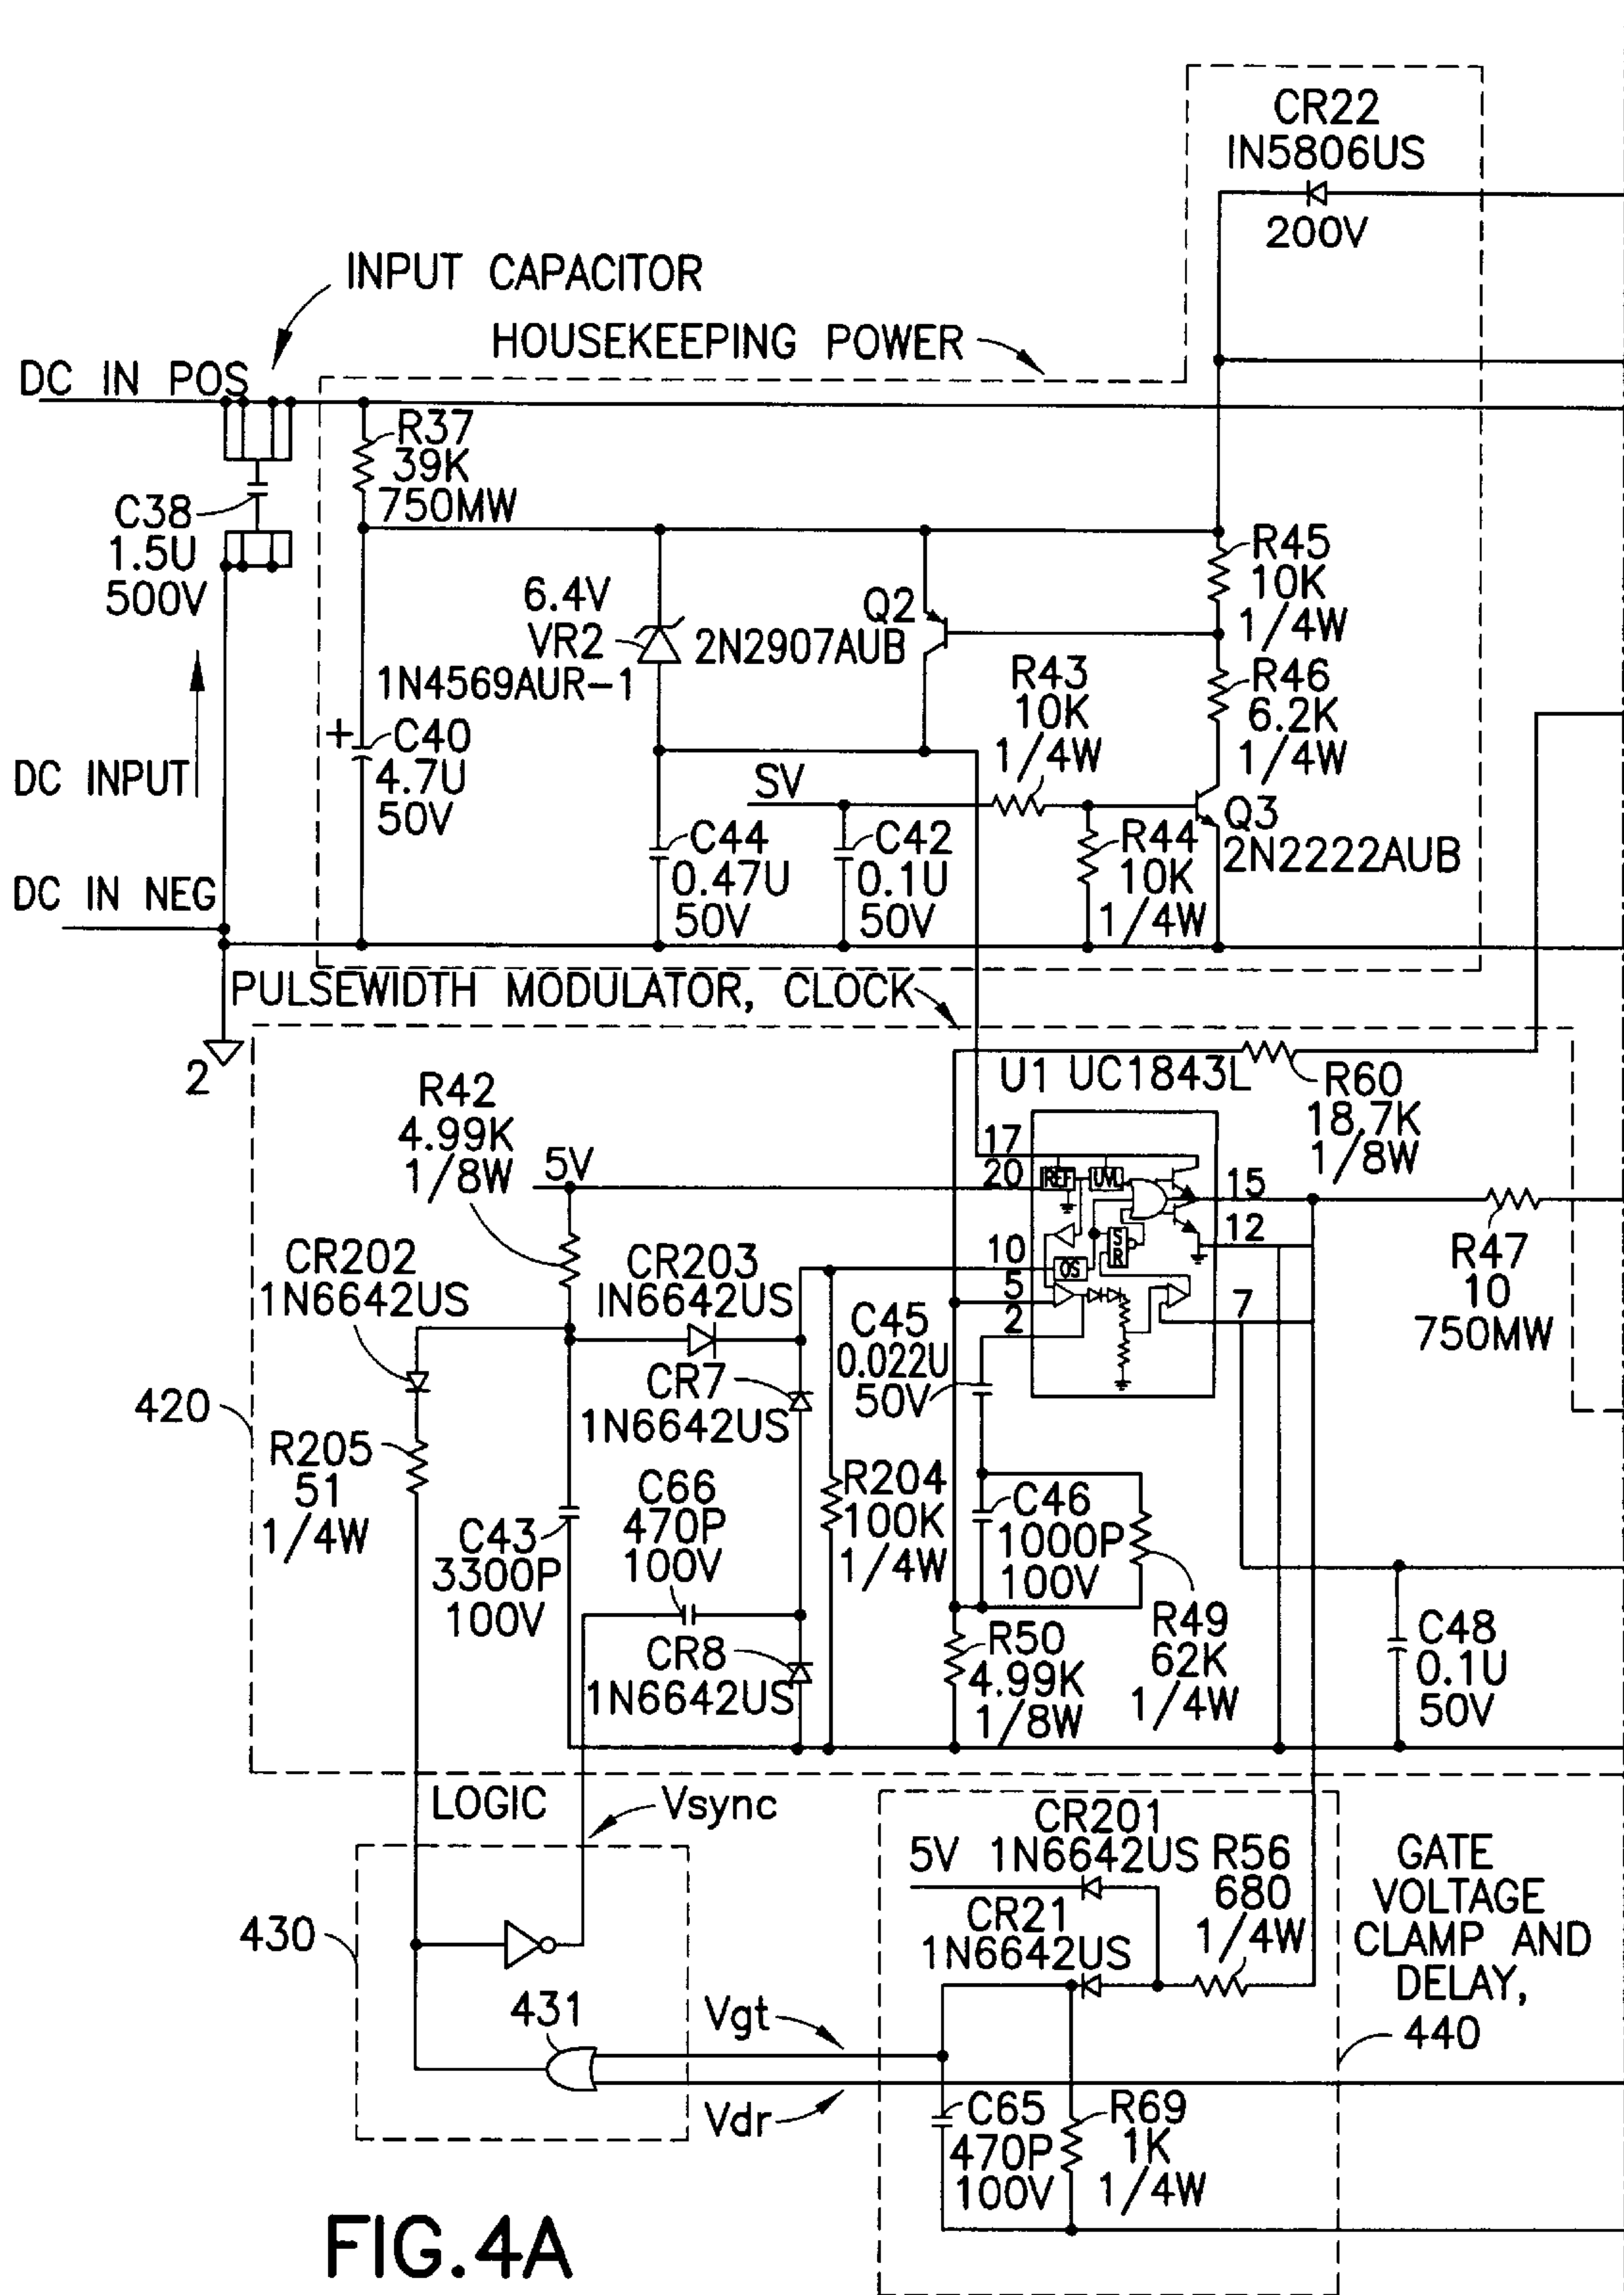 CR22
IN5806US
200V
INPUT CAPACITOR
HOUSEKEEPING POWER
DC IN POS
R37
39K
750MW
C38
1.5U
500V
6.4V
VR2
1N4569AUR-1
Q2
2N2907AUB
R45
10K
1/4W
R43
10K
1/4W
R46
6.2K
1/4W
+
C40
4.7U
50V
DC INPUT
SV
Q3
2N2222AUB
C44
0.47U
50V
C42
0.1U
50V
R44
10K
1/4W
DC IN NEG
2
PULSEWIDTH MODULATOR, CLOCK
U1 UC1843L
R60
18.7K
1/8W
R42
4.99K
1/8W
5V
17
20
REF
UVL
15
12
10
OS
S
R
5
2
7
R47
10
750MW
CR202
1N6642US
CR203
IN6642US
CR7
1N6642US
C45
0.022U
50V
420
R205
51
1/4W
C43
3300P
100V
C66
470P
100V
R204
100K
1/4W
C46
1000P
100V
R49
62K
1/4W
CR8
1N6642US
R50
4.99K
1/8W
C48
0.1U
50V
LOGIC
Vsync
430
431
5V
CR201
1N6642US
R56
680
1/4W
CR21
1N6642US
GATE
VOLTAGE
CLAMP AND
DELAY,
440
Vgt
Vdr
C65
470P
100V
R69
1K
1/4W
FIG.4A